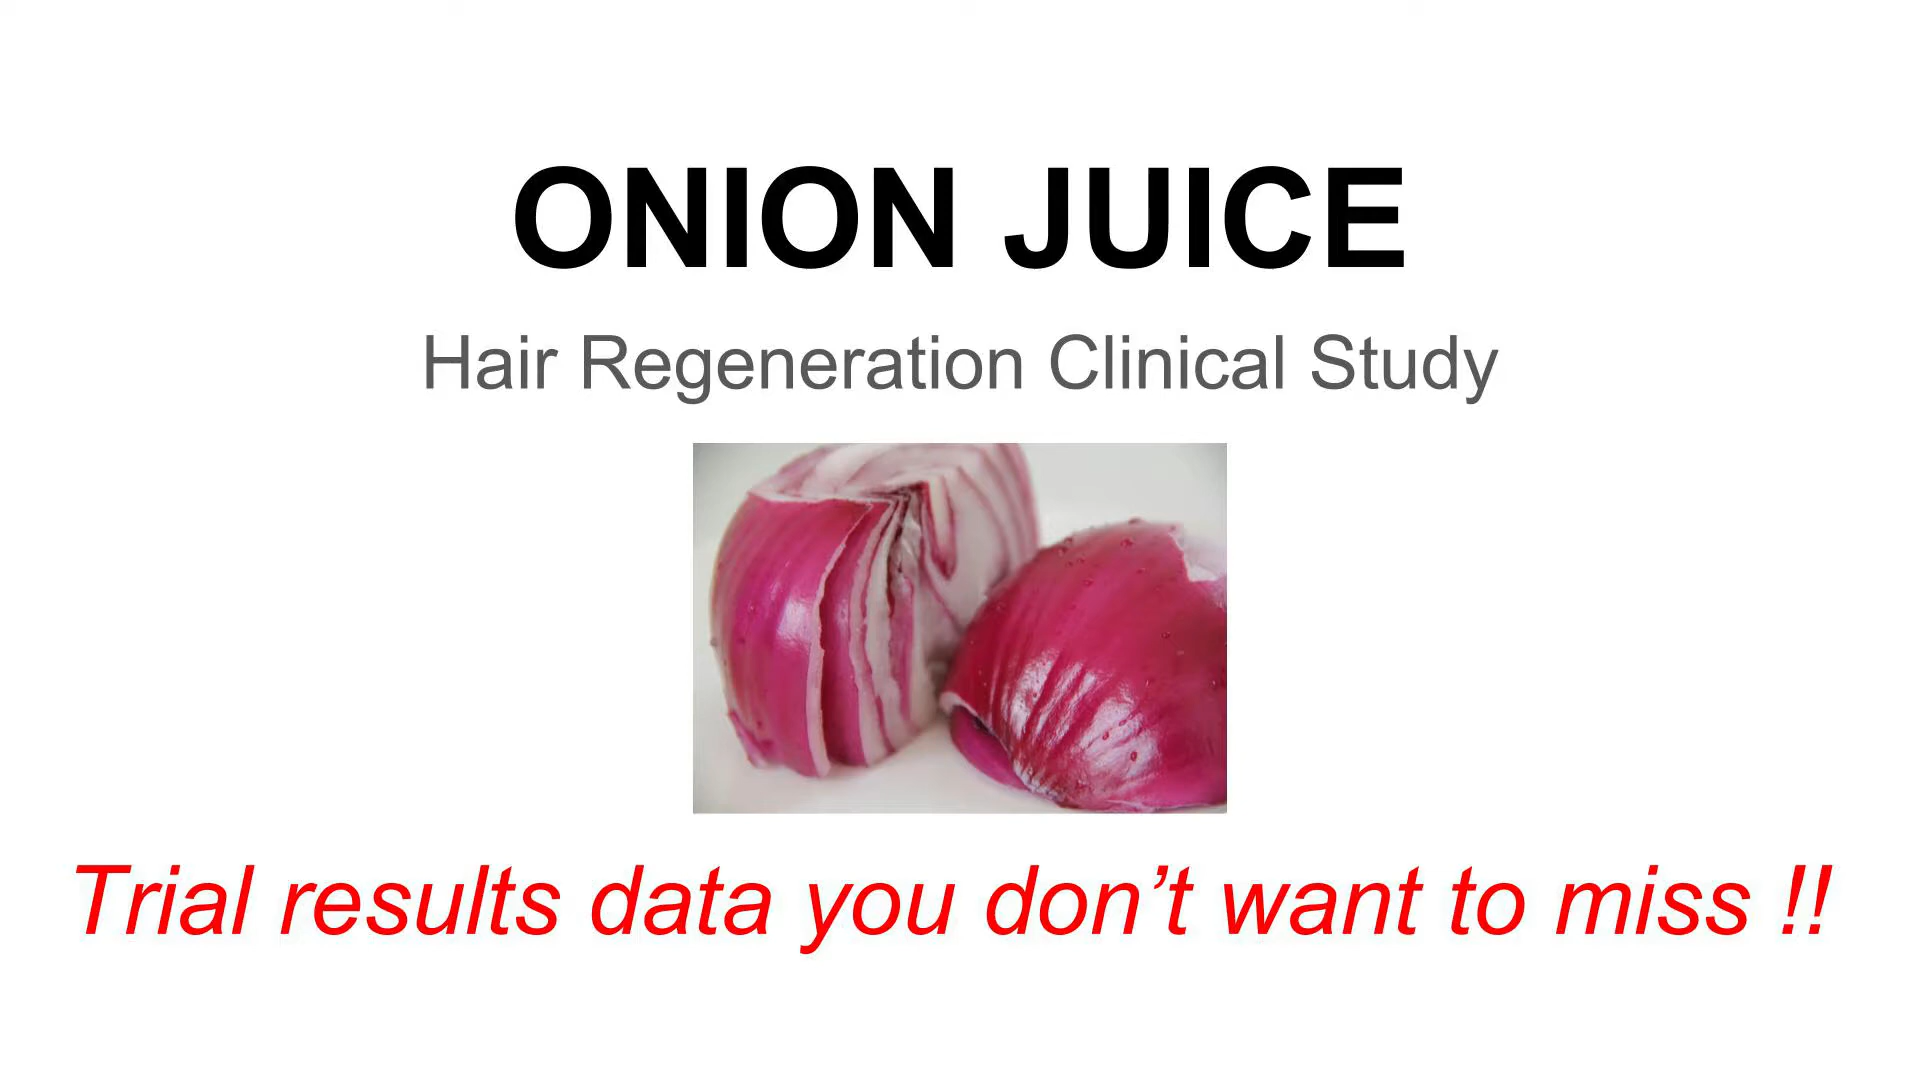 ONION JUICE
Hair Regeneration Clinical Study
Trial results data you don’t want to miss !!